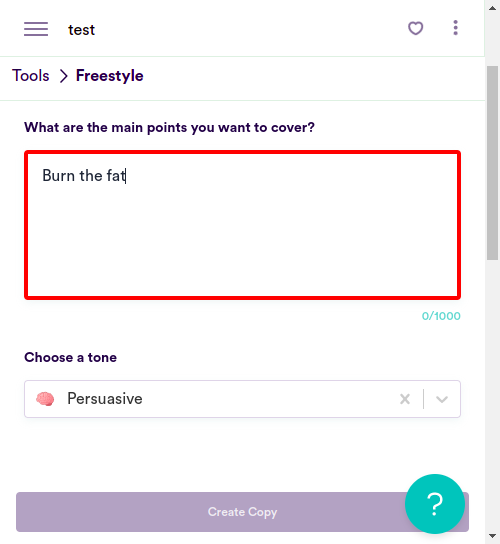 test
Tools > Freestyle
What are the main points you want to cover?
Burn the fat
0/1000
Choose a tone
Persuasive
Create Copy
?